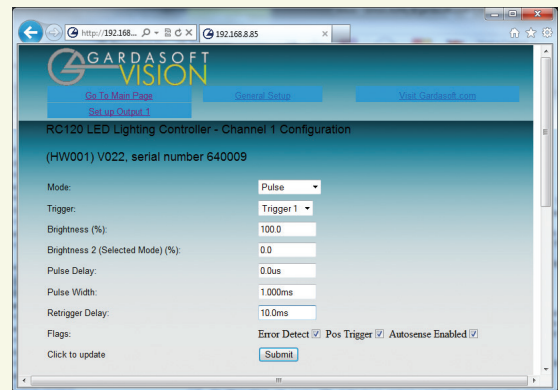 http://192.168...
192.168.8.85
GARDASOFT
VISION
Go To Main Page General Setup Visit Gardasoft.com
Set up Output 1
RC120 LED Lighting Controller - Channel 1 Configuration
(HW001) V022, serial number 640009
Mode: Pulse
Trigger: Trigger 1
Brightness (%): 100.0
Brightness 2 (Selected Mode) (%): 0.0
Pulse Delay: 0.0us
Pulse Width: 1.000ms
Retrigger Delay: 10.0ms
Flags: Error Detect Pos Trigger Autosense Enabled
Click to update Submit